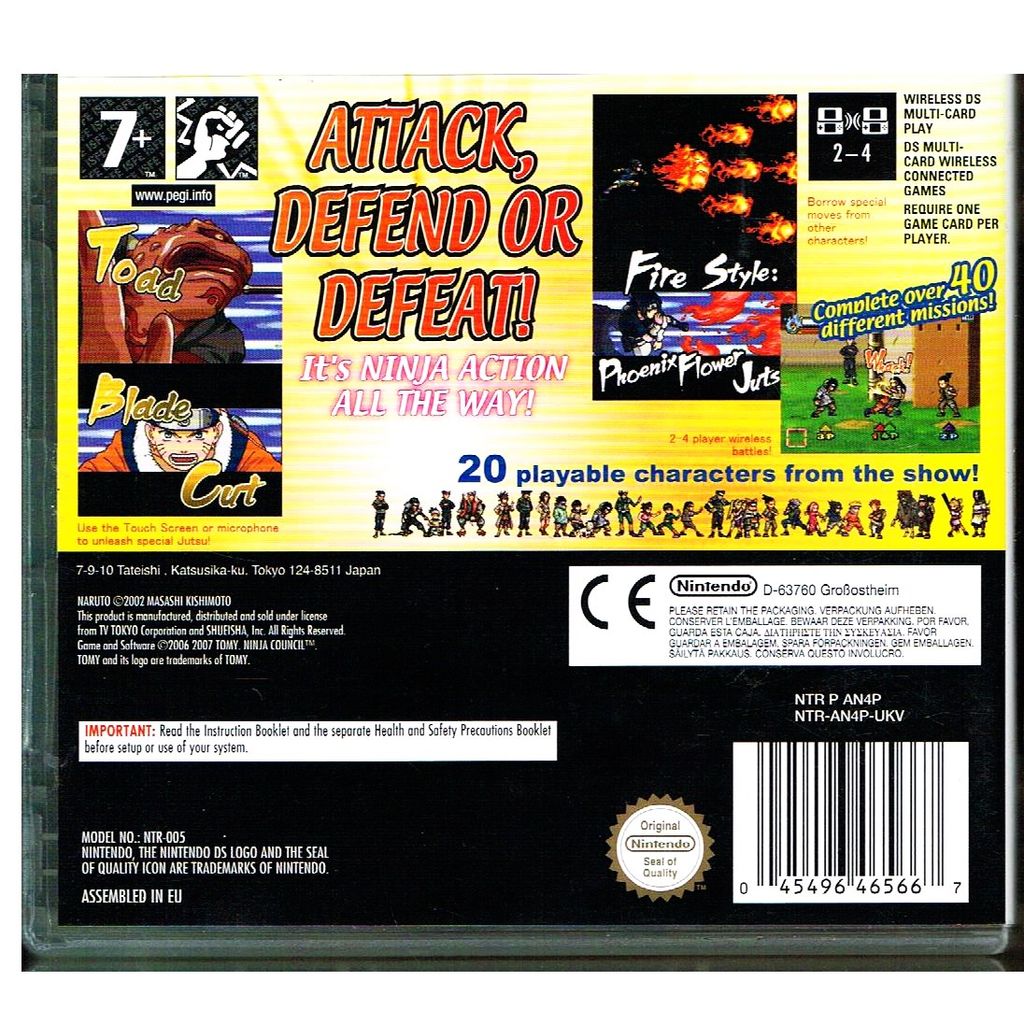 7+
TM
TM
www.pegi.info
ATTACK,
DEFEND OR
DEFEAT!
It's NINJA ACTION
ALL THE WAY!
Toad
Blade
Cut
Use the Touch Screen or microphone
to unleash special Jutsu!
Fire Style:
Phoenix Flower Juts
2-4
WIRELESS DS
MULTI-CARD
PLAY
DS MULTI-
CARD WIRELESS
CONNECTED
GAMES
REQUIRE ONE
GAME CARD PER
PLAYER.
Borrow special
moves from
other
characters!
Complete over 40
different missions!
Whack!
3P
1P
2P
2-4 player wireless
battles!
20 playable characters from the show!
7-9-10 Tateishi . Katsusika-ku. Tokyo 124-8511 Japan
NARUTO ©2002 MASASHI KISHIMOTO
This product is manufactured, distributed and sold under license
from TV TOKYO Corporation and SHUEISHA, Inc. All Rights Reserved.
Game and Software ©2006 2007 TOMY. NINJA COUNCIL™.
TOMY and its logo are trademarks of TOMY.
CE
Nintendo® D-63760 Großostheim
PLEASE RETAIN THE PACKAGING. VERPACKUNG AUFHEBEN.
CONSERVER L'EMBALLAGE. BEWAAR DEZE VERPAKKING. POR FAVOR,
GUARDA ESTA CAJA. ΔΙΑΤΗΡΗΣΤΕ ΤΗΝ ΣΥΣΚΕΥΑΣΙΑ. FAVOR
GUARDAR A EMBALAGEM. SPARA FÖRPACKNINGEN. GEM EMBALLAGEN.
SÄILYTÄ PAKKAUS. CONSERVA QUESTO INVOLUCRO.
NTR P AN4P
NTR-AN4P-UKV
IMPORTANT: Read the Instruction Booklet and the separate Health and Safety Precautions Booklet
before setup or use of your system.
MODEL NO.: NTR-005
NINTENDO, THE NINTENDO DS LOGO AND THE SEAL
OF QUALITY ICON ARE TRADEMARKS OF NINTENDO.
ASSEMBLED IN EU
Original
Nintendo
Seal of
Quality
TM
0 45496 46566 7